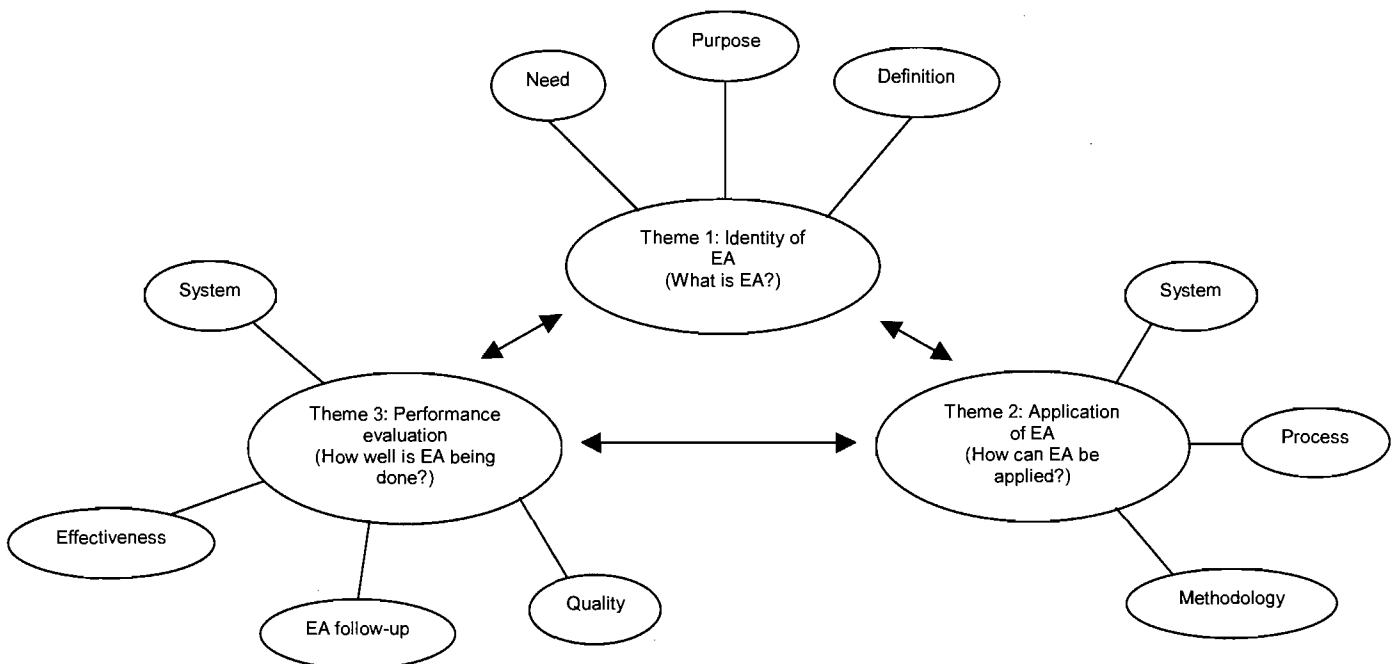 Purpose
Need
Definition
Theme 1: Identity of
EA
(What is EA?)
System
System
Theme 3: Performance
evaluation
(How well is EA being
done?)
Theme 2: Application
of EA
(How can EA be
applied?)
Process
Effectiveness
EA follow-up
Quality
Methodology